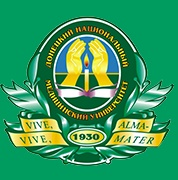 ДОНЕЦКИЙ НАЦИОНАЛЬНЫЙ
МЕДИЦИНСКИЙ УНИВЕРСИТЕТ
VIVE, ALMA-
VIVE, 1930 MATER